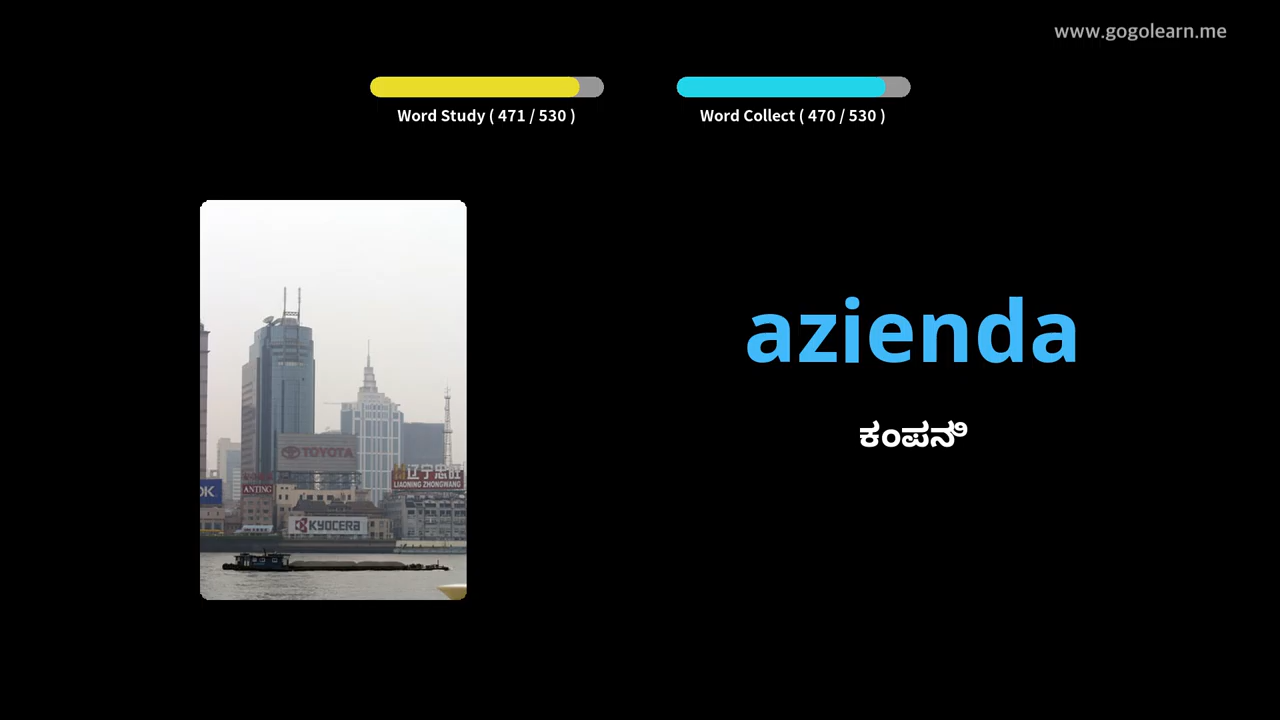 www.gogolearn.me
Word Study ( 471 / 530 )
Word Collect ( 470 / 530 )
azienda
ಕಂಪನಿ
TOYOTA
辽宁忠旺
LIAONING ZHONGWANG
ANTING
OK
KYOCERA